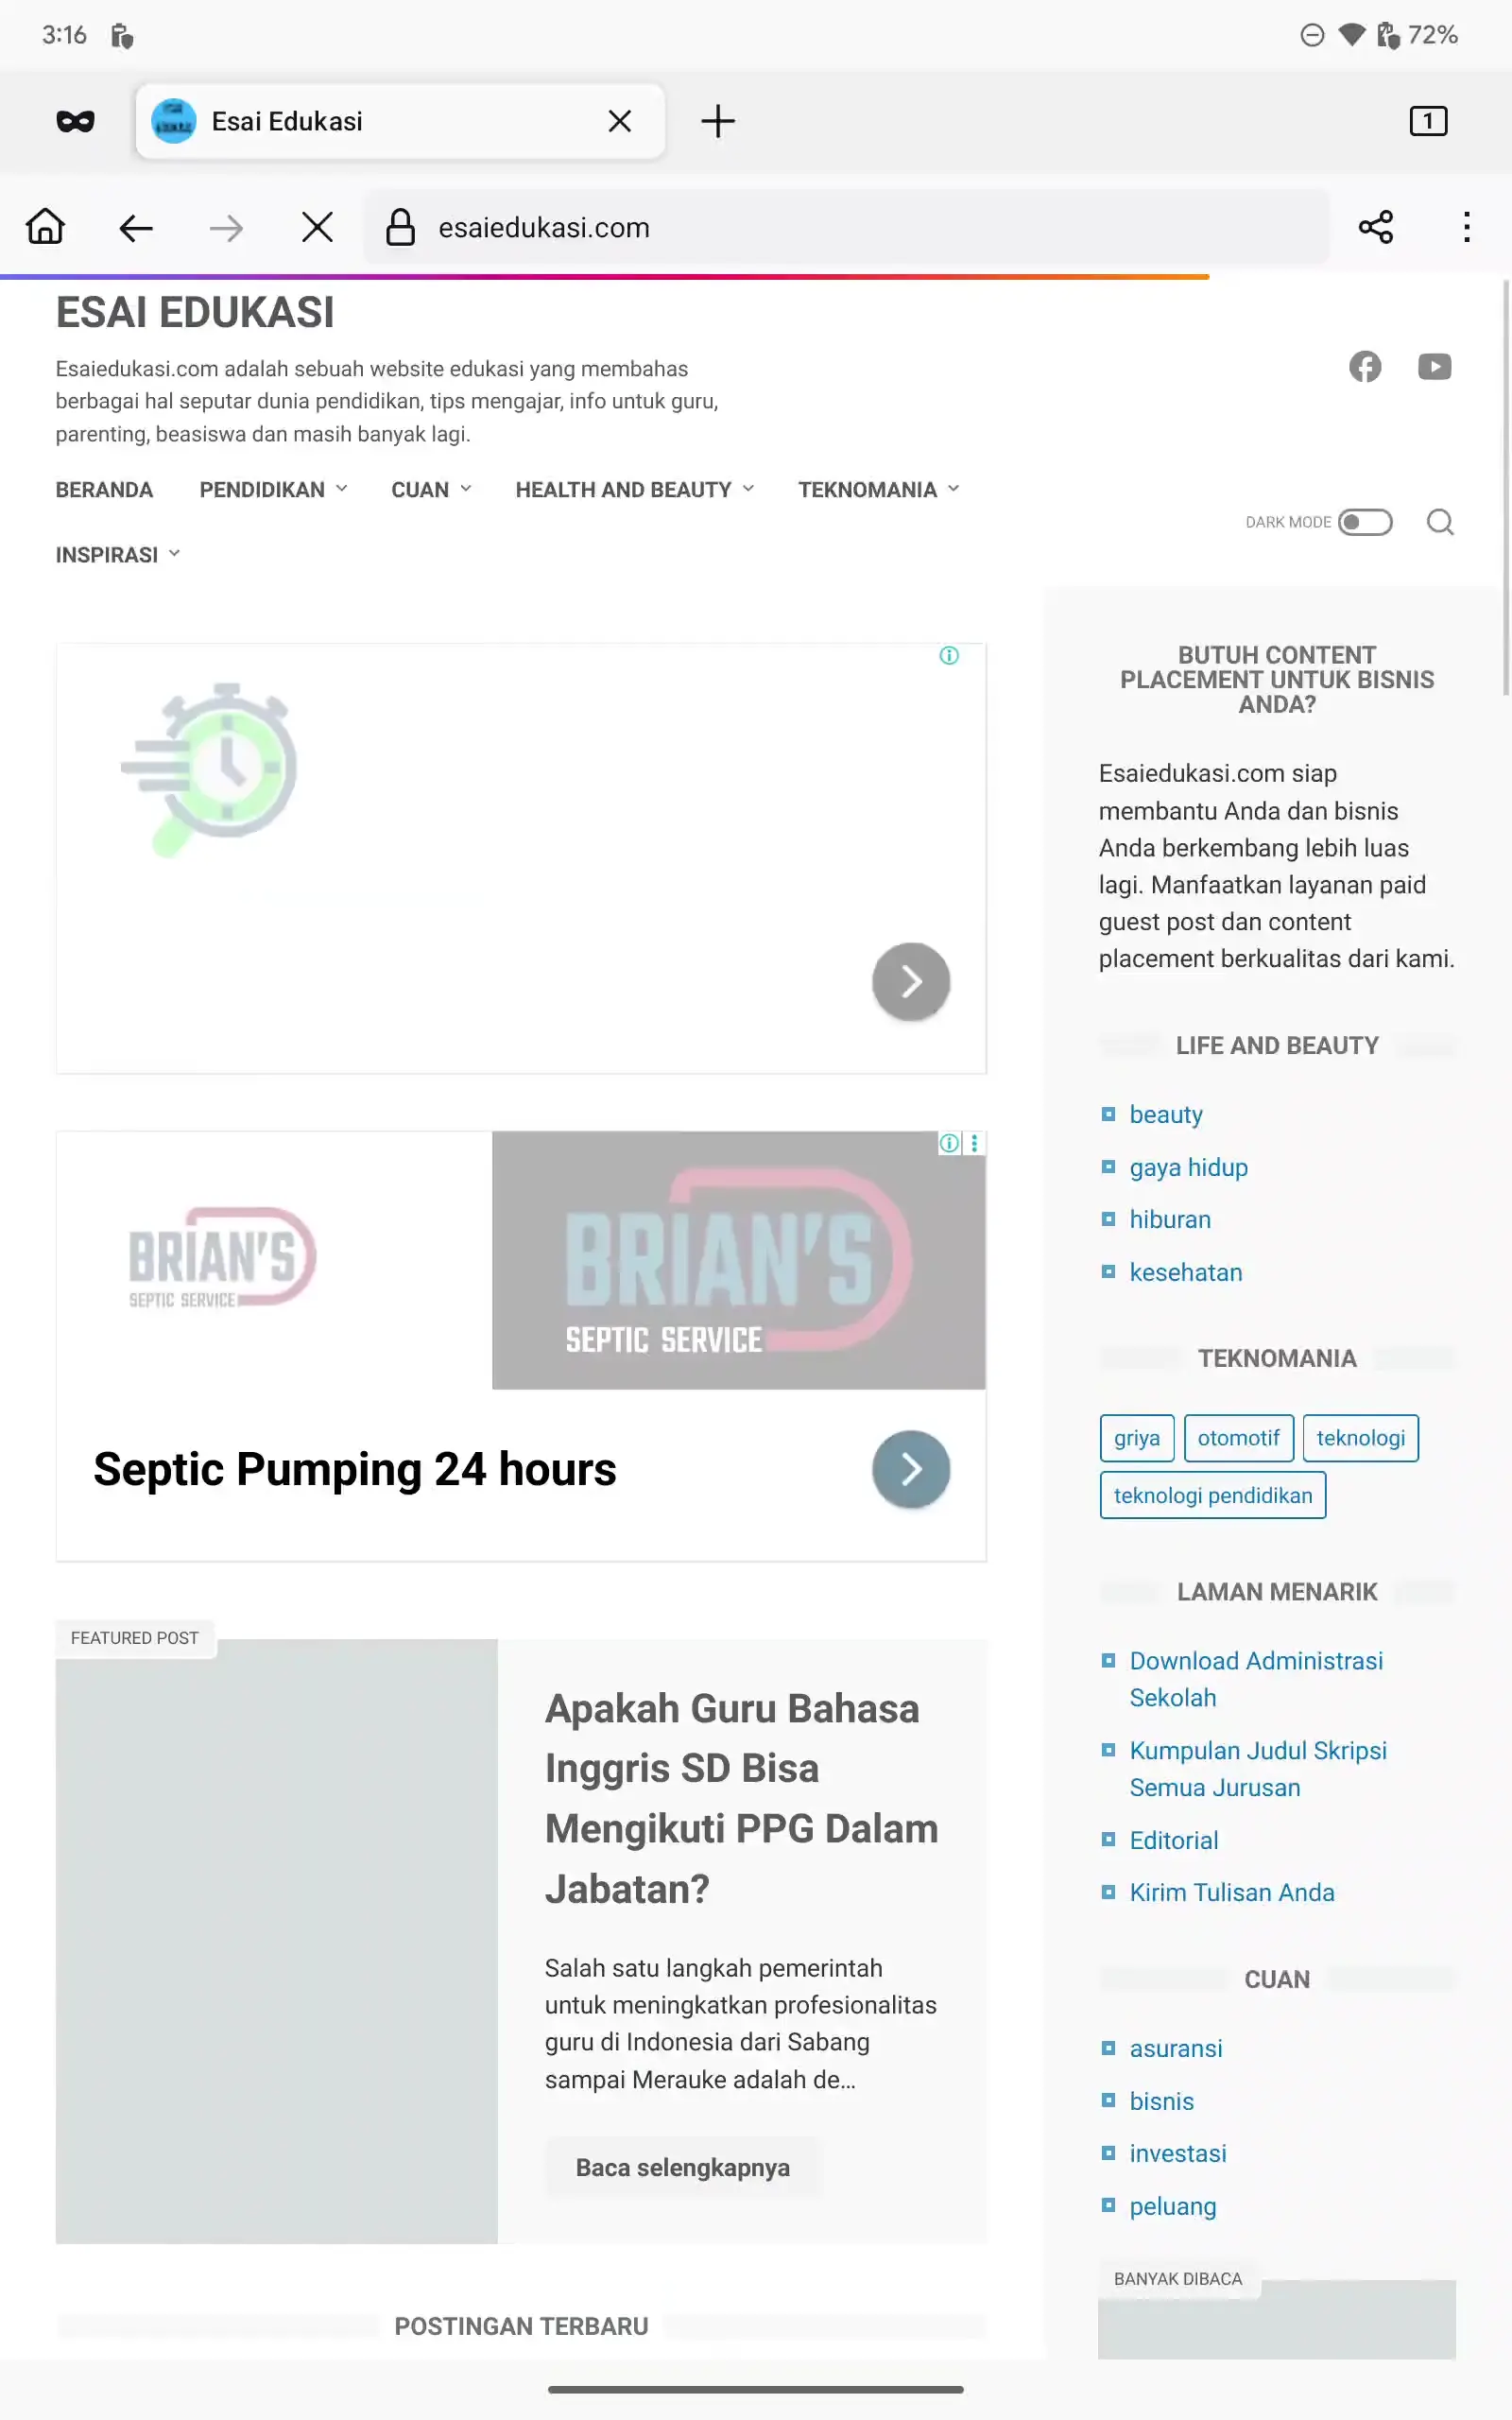 3:16
72%
Esai Edukasi
1
esaiedukasi.com
ESAI EDUKASI
Esaiedukasi.com adalah sebuah website edukasi yang membahas
berbagai hal seputar dunia pendidikan, tips mengajar, info untuk guru,
parenting, beasiswa dan masih banyak lagi.
BERANDA PENDIDIKAN CUAN HEALTH AND BEAUTY TEKNOMANIA
INSPIRASI
DARK MODE
BRIAN'S
SEPTIC SERVICE
BRIAN'S
SEPTIC SERVICE
Septic Pumping 24 hours
FEATURED POST
Apakah Guru Bahasa
Inggris SD Bisa
Mengikuti PPG Dalam
Jabatan?
Salah satu langkah pemerintah
untuk meningkatkan profesionalitas
guru di Indonesia dari Sabang
sampai Merauke adalah de...
Baca selengkapnya
POSTINGAN TERBARU
BUTUH CONTENT
PLACEMENT UNTUK BISNIS
ANDA?
Esaiedukasi.com siap
membantu Anda dan bisnis
Anda berkembang lebih luas
lagi. Manfaatkan layanan paid
guest post dan content
placement berkualitas dari kami.
LIFE AND BEAUTY
beauty
gaya hidup
hiburan
kesehatan
TEKNOMANIA
griya otomotif teknologi
teknologi pendidikan
LAMAN MENARIK
Download Administrasi
Sekolah
Kumpulan Judul Skripsi
Semua Jurusan
Editorial
Kirim Tulisan Anda
CUAN
asuransi
bisnis
investasi
peluang
BANYAK DIBACA